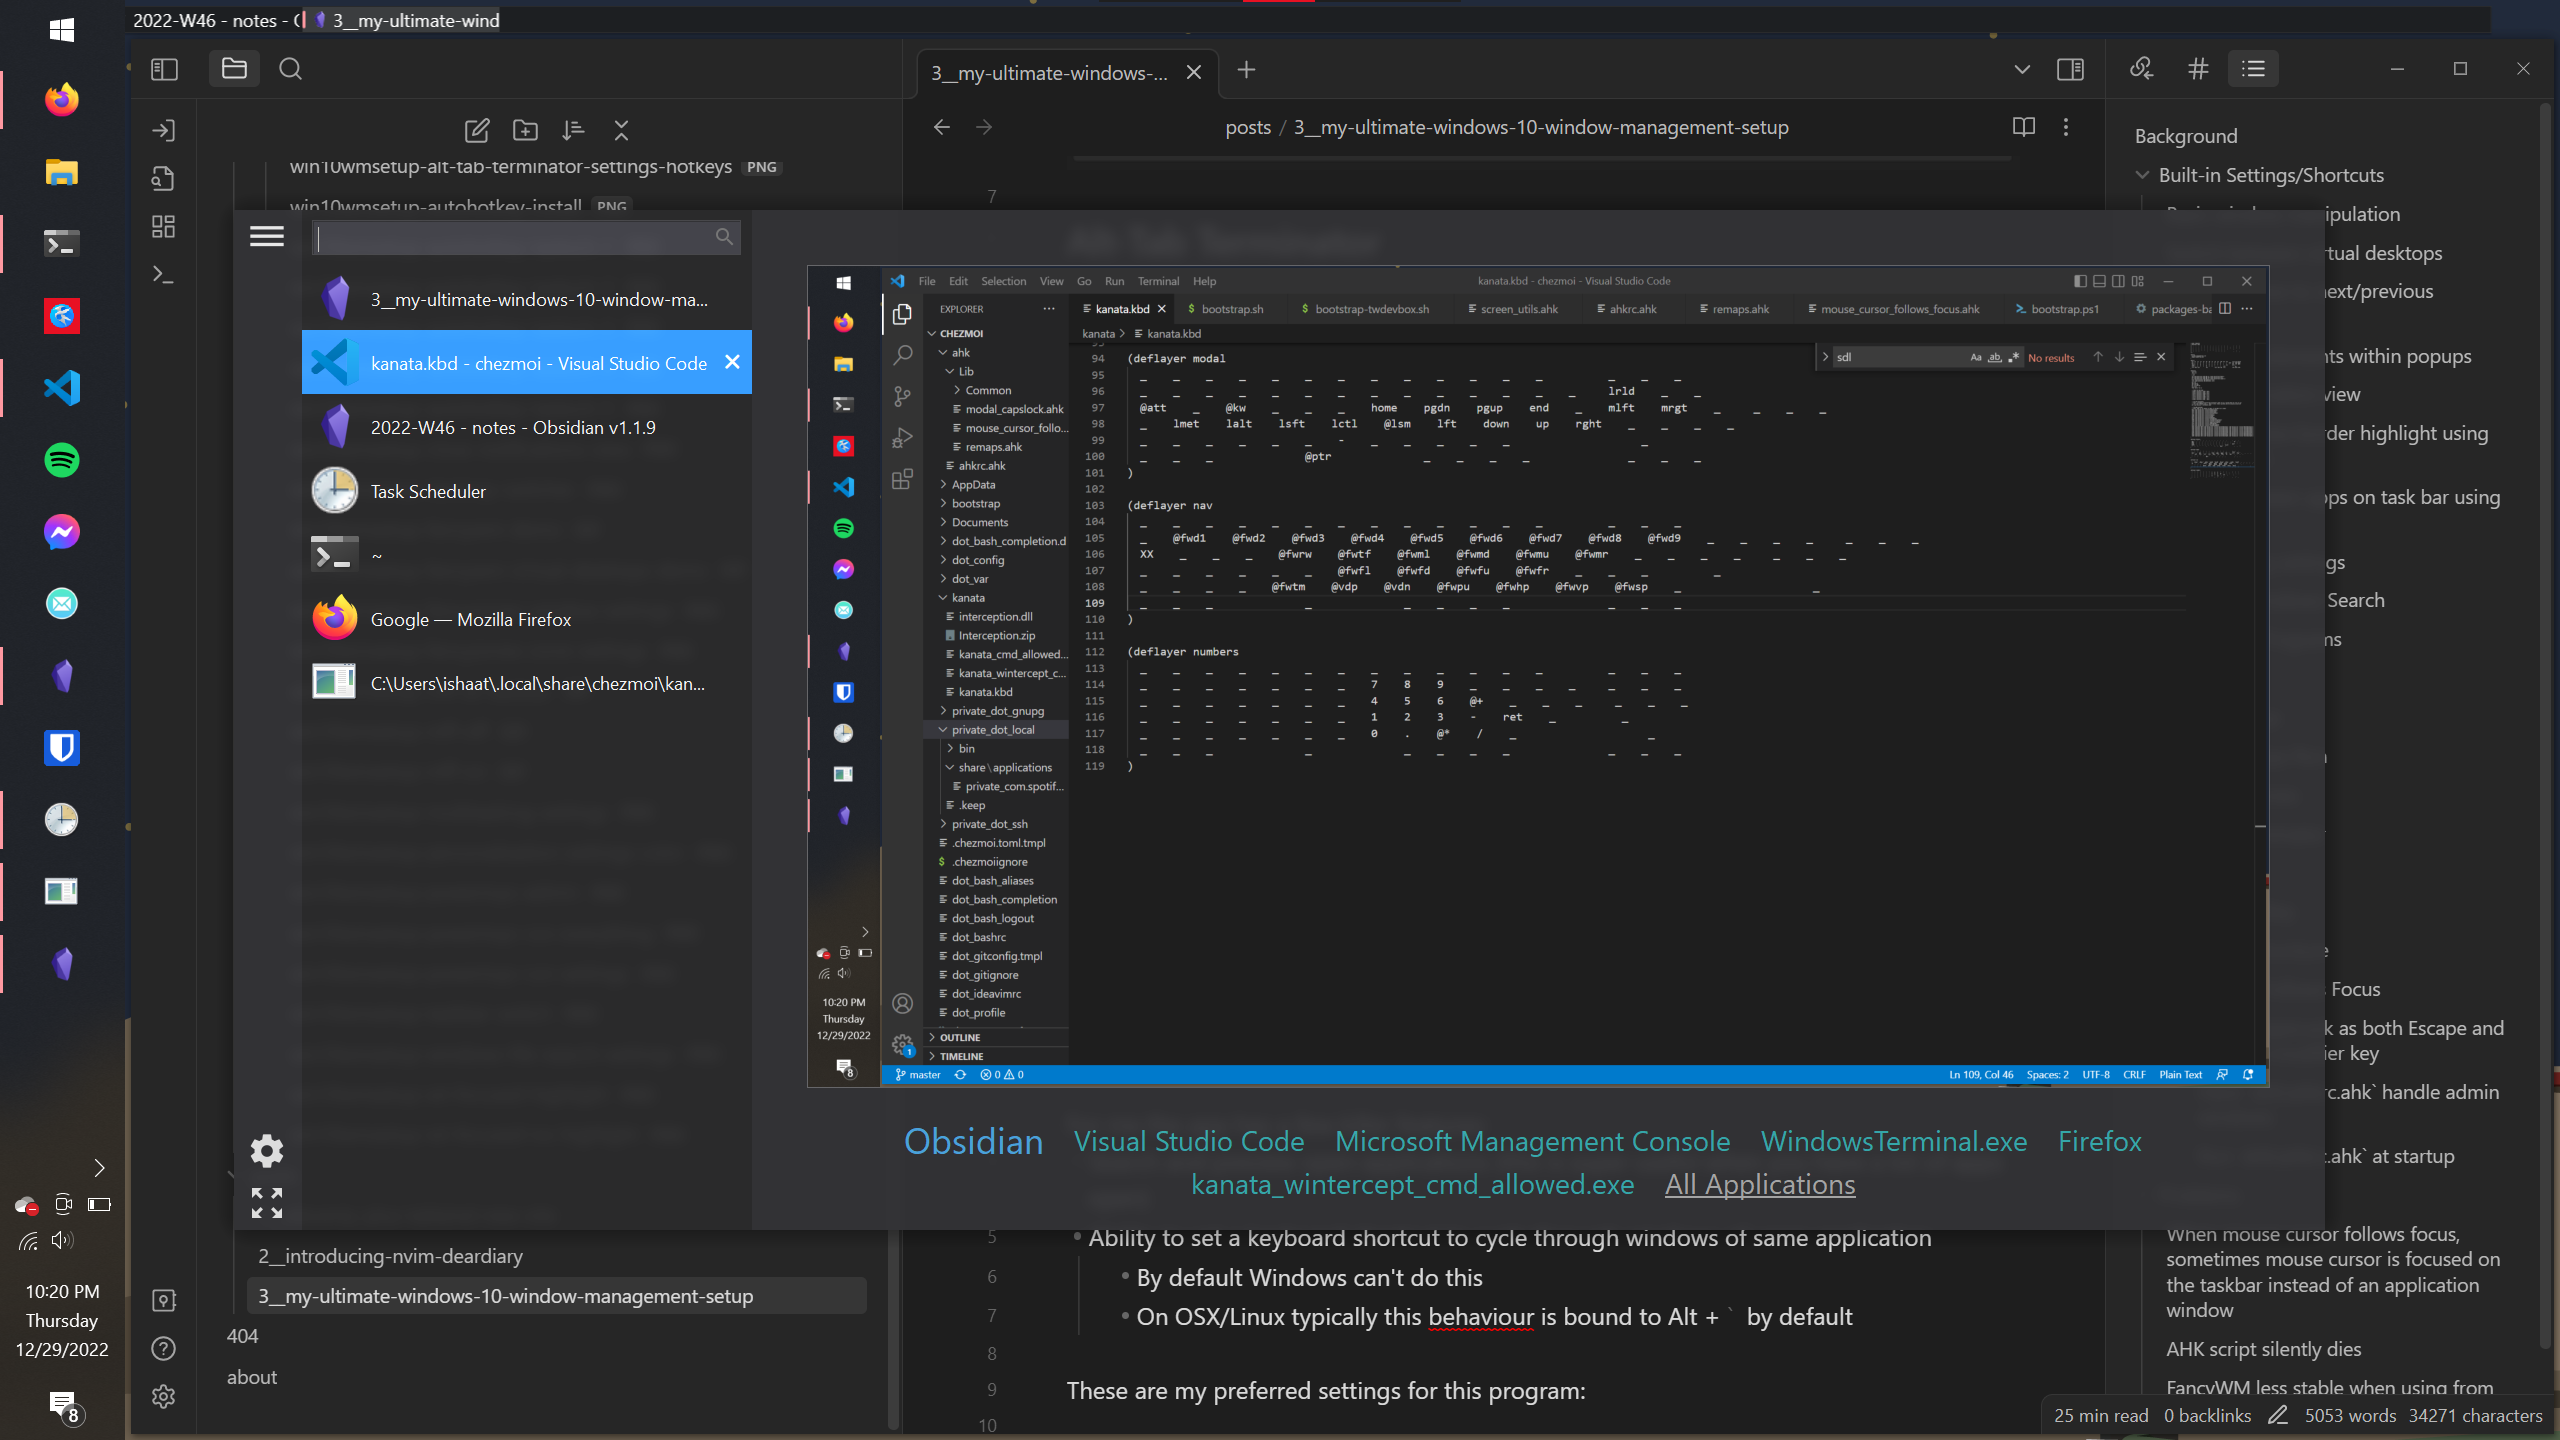 2022-W46 - notes - O
3__my-ultimate-wind
3__my-ultimate-windows-...
posts / 3__my-ultimate-windows-10-window-management-setup
win10wmsetup-alt-tab-terminator-settings-hotkeys PNG
win10wmsetup-autohotkey-install PNG
7
Alt-Tab Terminator
3__my-ultimate-windows-10-window-ma...
kanata.kbd - chezmoi - Visual Studio Code
2022-W46 - notes - Obsidian v1.1.9
Task Scheduler
~
Google — Mozilla Firefox
C:\Users\ishaat\.local\share\chezmoi\kan...
File Edit Selection View Go Run Terminal Help
kanata.kbd - chezmoi - Visual Studio Code
EXPLORER
kanata.kbd
bootstrap.sh
bootstrap-twdevbox.sh
screen_utils.ahk
ahkrc.ahk
remaps.ahk
mouse_cursor_follows_focus.ahk
bootstrap.ps1
packages-ba
kanata > kanata.kbd
sdl
Aa ab .* No results
CHEZMOI
ahk
Lib
Common
modal_capslock.ahk
mouse_cursor_follo...
remaps.ahk
ahkrc.ahk
AppData
bootstrap
Documents
dot_bash_completion.d
dot_config
dot_var
kanata
interception.dll
Interception.zip
kanata_cmd_allowed...
kanata_wintercept_c...
kanata.kbd
private_dot_gnupg
private_dot_local
bin
share\applications
private_com.spotif...
.keep
private_dot_ssh
.chezmoi.toml.tmpl
.chezmoiignore
dot_bash_aliases
dot_bash_completion
dot_bash_logout
dot_bashrc
dot_gitconfig.tmpl
dot_gitignore
dot_ideavimrc
dot_profile
OUTLINE
TIMELINE
94 (deflayer modal
95 _ _ _ _ _ _ _ _ _ _ _ _ _ _ _ _
96 _ _ _ _ _ _ _ _ _ _ _ _ _ _ lrld _ _
97 @att _ @kw _ _ _ home pgdn pgup end _ mlft mrgt _ _ _ _
98 _ lmet lalt lsft lctl @lsm lft down up rght _ _ _ _
99 _ _ _ _ _ _ - _ _ _ _ _ _
100 _ _ _ @ptr _ _ _ _ _ _ _
101 )
102
103 (deflayer nav
104 _ _ _ _ _ _ _ _ _ _ _ _ _ _ _ _
105 _ @fwd1 @fwd2 @fwd3 @fwd4 @fwd5 @fwd6 @fwd7 @fwd8 @fwd9 _ _ _ _ _ _ _
106 XX _ _ _ @fwrw @fwtf @fwml @fwmd @fwmu @fwmr _ _ _ _ _ _ _
107 _ _ _ _ _ _ @fwfl @fwfd @fwfu @fwfr _ _ _ _
108 _ _ _ _ @fwtm @vdp @vdn @fwpu @fwhp @fwvp @fwsp _ _
109 _ _ _ _ _ _ _ _ _ _ _
110 )
111
112 (deflayer numbers
113 _ _ _ _ _ _ _ _ _ _ _ _ _ _ _ _
114 _ _ _ _ _ _ _ 7 8 9 _ _ _ _ _ _ _
115 _ _ _ _ _ _ _ 4 5 6 @+ _ _ _ _ _ _
116 _ _ _ _ _ _ _ 1 2 3 - ret _ _
117 _ _ _ _ _ _ _ 0 . @* / _ _
118 _ _ _ _ _ _ _ _ _ _ _
119 )
10:20 PM
Thursday
12/29/2022
8
1
master
0 0
Ln 109, Col 46 Spaces: 2 UTF-8 CRLF Plain Text
Obsidian Visual Studio Code Microsoft Management Console WindowsTerminal.exe Firefox
kanata_wintercept_cmd_allowed.exe All Applications
2__introducing-nvim-deardiary
3__my-ultimate-windows-10-window-management-setup
404
about
5 • Ability to set a keyboard shortcut to cycle through windows of same application
6 • By default Windows can't do this
7 • On OSX/Linux typically this behaviour is bound to Alt + ` by default
8
9 These are my preferred settings for this program:
10
Background
Built-in Settings/Shortcuts
ipulation
rtual desktops
next/previous
nts within popups
view
rder highlight using
ops on task bar using
gs
Search
ms
Focus
k as both Escape and
ier key
rc.ahk` handle admin
c.ahk` at startup
When mouse cursor follows focus,
sometimes mouse cursor is focused on
the taskbar instead of an application
window
AHK script silently dies
FancyWM less stable when using from
25 min read 0 backlinks 5053 words 34271 characters
10:20 PM
Thursday
12/29/2022
8